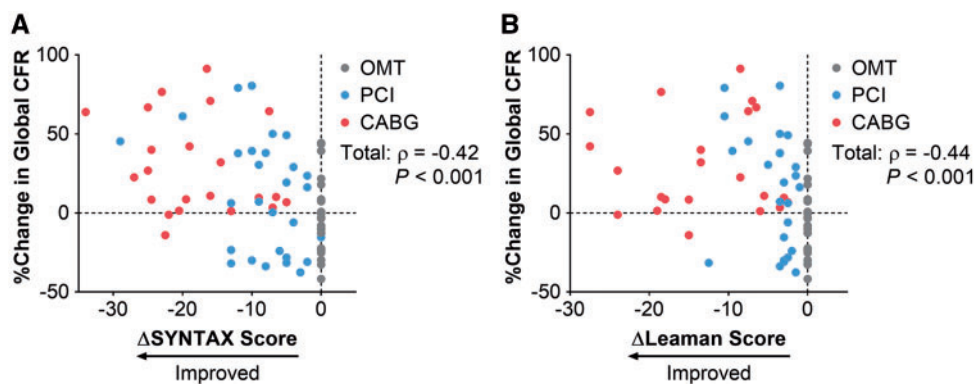 A
%Change in Global CFR
100
50
0
-50
-30
-20
-10
0
OMT
PCI
CABG
Total: ρ = -0.42
P < 0.001
ΔSYNTAX Score
Improved
B
%Change in Global CFR
100
50
0
-50
-30
-20
-10
0
OMT
PCI
CABG
Total: ρ = -0.44
P < 0.001
ΔLeaman Score
Improved